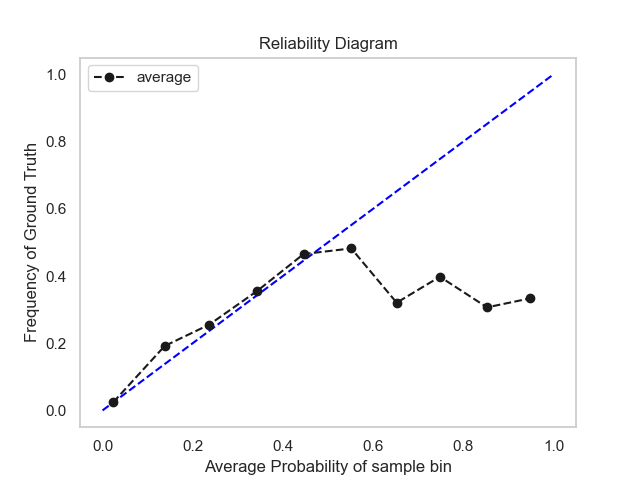 Reliability Diagram
average
Frequency of Ground Truth
1.0
0.8
0.6
0.4
0.2
0.0
0.0 0.2 0.4 0.6 0.8 1.0
Average Probability of sample bin